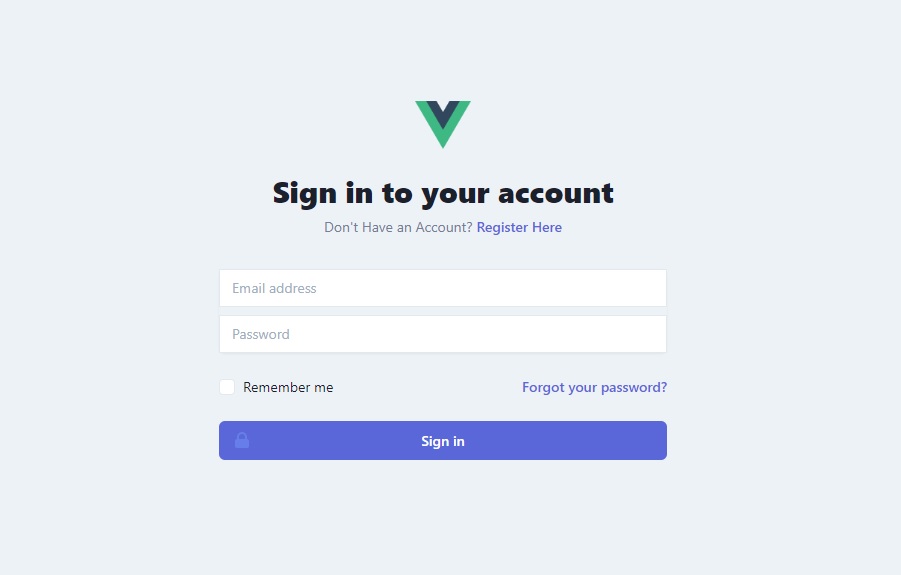 Sign in to your account
Don't Have an Account? Register Here
Email address
Password
Remember me Forgot your password?
Sign in